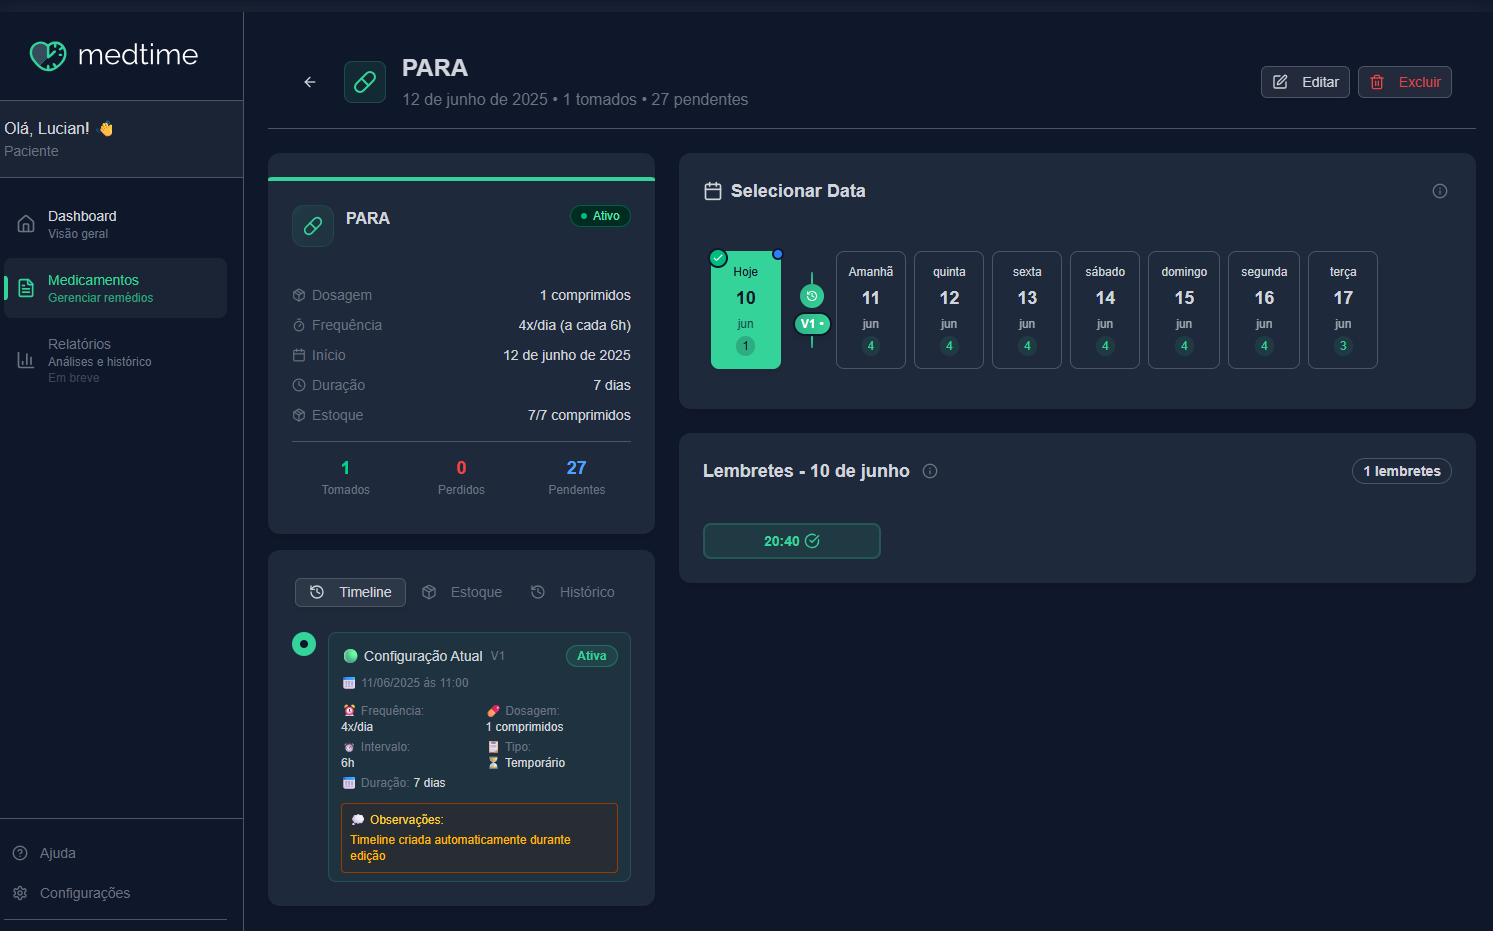 medtime
Olá, Lucian! 👋
Paciente
Dashboard
Visão geral
Medicamentos
Gerenciar remédios
Relatórios
Análises e histórico
Em breve
Ajuda
Configurações
PARA
12 de junho de 2025 • 1 tomados • 27 pendentes
Editar
Excluir
PARA
Ativo
Dosagem 1 comprimidos
Frequência 4x/dia (a cada 6h)
Início 12 de junho de 2025
Duração 7 dias
Estoque 7/7 comprimidos
1 0 27
Tomados Perdidos Pendentes
Timeline Estoque Histórico
Configuração Atual V1 Ativa
11/06/2025 ás 11:00
Frequência: Dosagem:
4x/dia 1 comprimidos
Intervalo: Tipo:
6h Temporário
Duração: 7 dias
Observações:
Timeline criada automaticamente durante
edição
Selecionar Data
Hoje Amanhã quinta sexta sábado domingo segunda terça
10 11 12 13 14 15 16 17
V1 •
jun jun jun jun jun jun jun jun
1 4 4 4 4 4 4 3
Lembretes - 10 de junho
1 lembretes
20:40